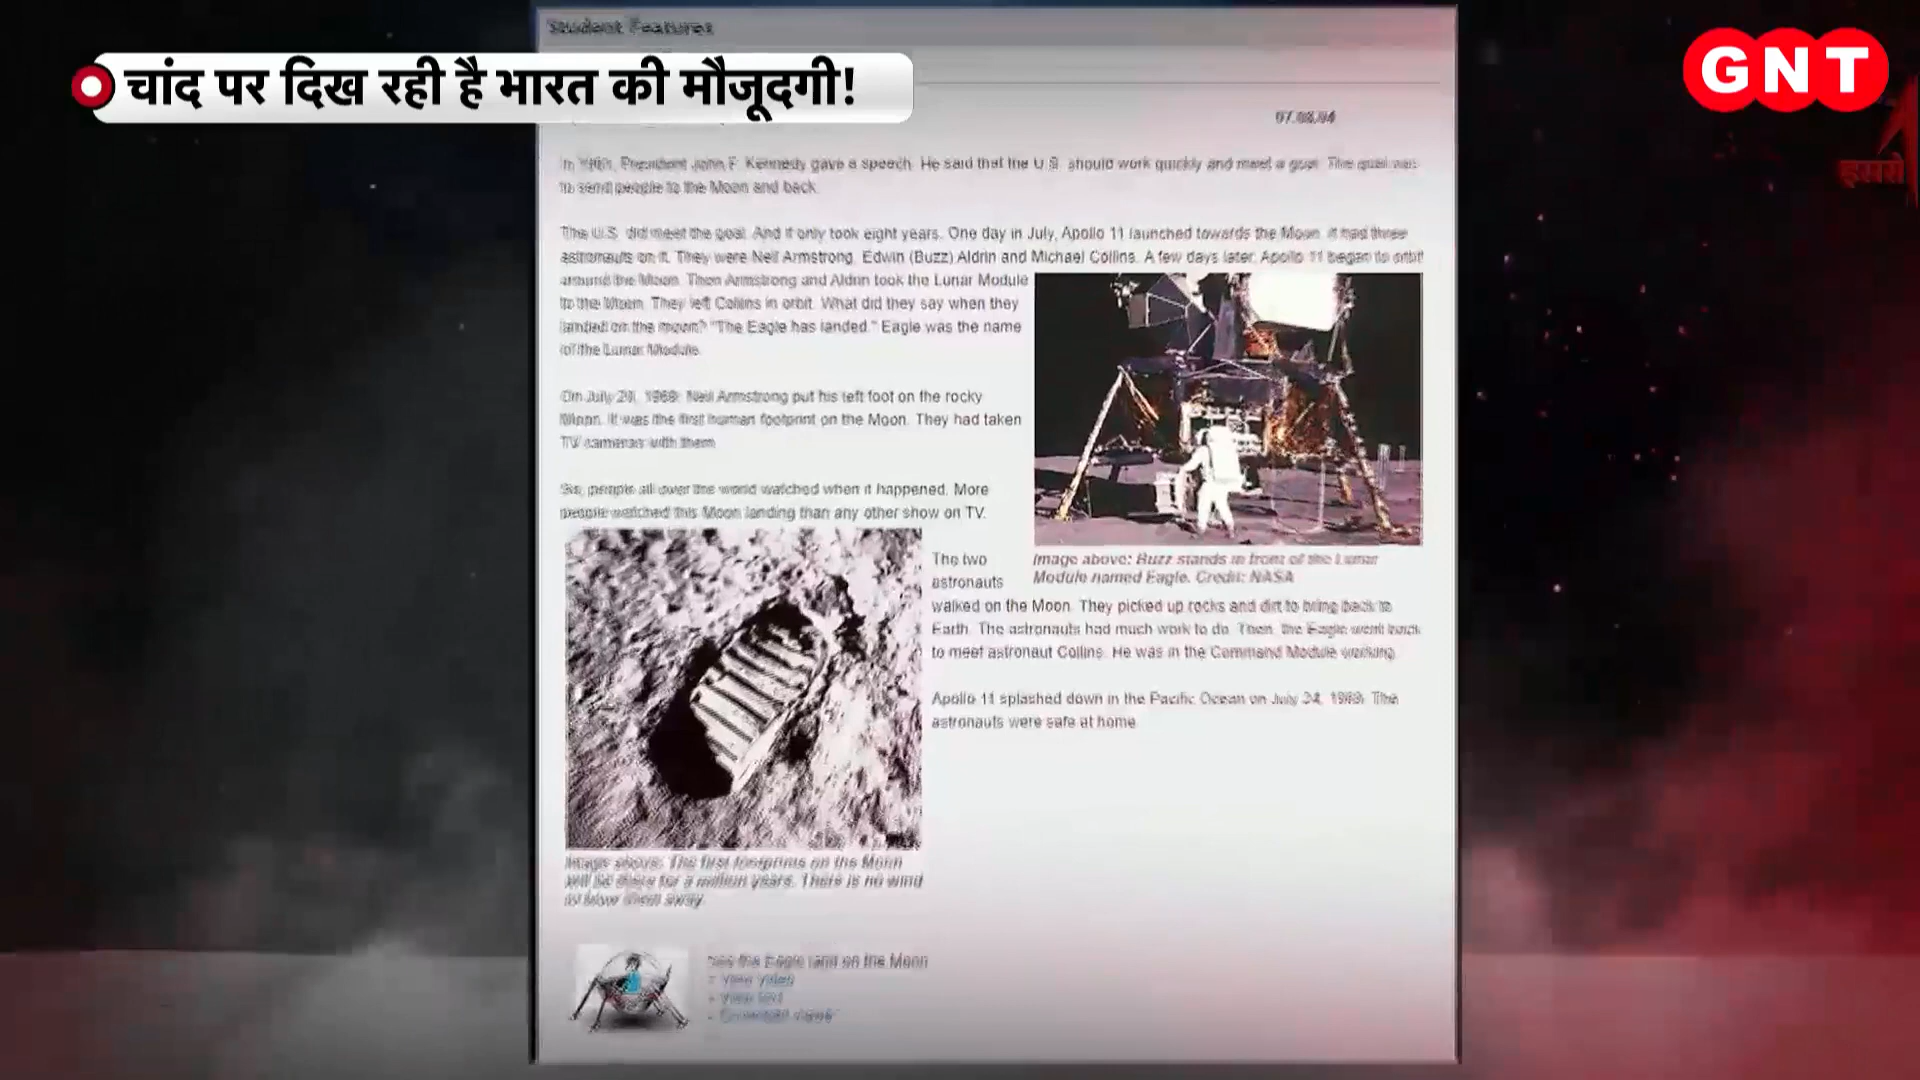 Student Features
चांद पर दिख रही है भारत की मौजूदगी!
GNT
इसरो
07.08.04
In 1961, President John F. Kennedy gave a speech. He said that the U.S. should work quickly and meet a goal. The goal was
to send people to the Moon and back.
The U.S. did meet the goal. And it only took eight years. One day in July, Apollo 11 launched towards the Moon. It had three
astronauts on it. They were Neil Armstrong, Edwin (Buzz) Aldrin and Michael Collins. A few days later, Apollo 11 began to orbit
around the Moon. Then Armstrong and Aldrin took the Lunar Module
to the Moon. They left Collins in orbit. What did they say when they
landed on the moon? "The Eagle has landed." Eagle was the name
of the Lunar Module.
On July 20, 1969, Neil Armstrong put his left foot on the rocky
Moon. It was the first human footprint on the Moon. They had taken
TV cameras with them.
So, people all over the world watched when it happened. More
people watched this Moon landing than any other show on TV.
Image above: Buzz stands in front of the Lunar
Module named Eagle. Credit: NASA
The two
astronauts
walked on the Moon. They picked up rocks and dirt to bring back to
Earth. The astronauts had much work to do. Then, the Eagle went back
to meet astronaut Collins. He was in the Command Module working.
Apollo 11 splashed down in the Pacific Ocean on July 24, 1969. The
astronauts were safe at home.
Image above: The first footprints on the Moon
will be there for a million years. There is no wind
to blow them away.
See the Eagle land on the Moon
+ View video
+ View text